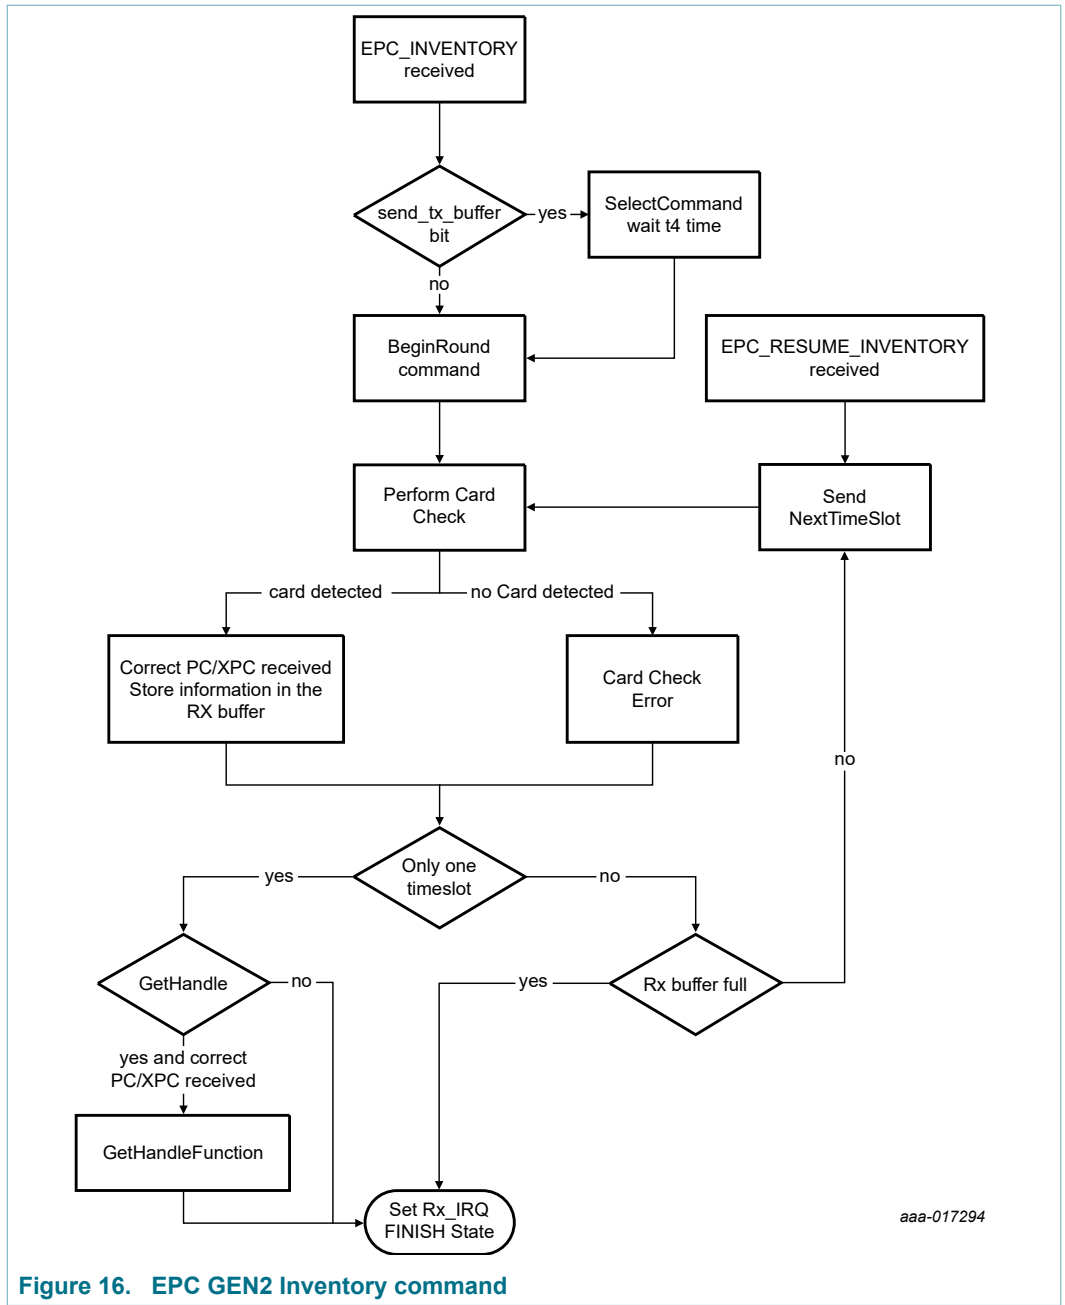 EPC_INVENTORY
received
send_tx_buffer
bit
yes
SelectCommand
wait t4 time
no
BeginRound
command
EPC_RESUME_INVENTORY
received
Perform Card
Check
Send
NextTimeSlot
card detected
no Card detected
Correct PC/XPC received
Store information in the
RX buffer
Card Check
Error
no
Only one
timeslot
yes
no
GetHandle
no
yes
Rx buffer full
yes and correct
PC/XPC received
GetHandleFunction
Set Rx_IRQ
FINISH State
aaa-017294
Figure 16. EPC GEN2 Inventory command